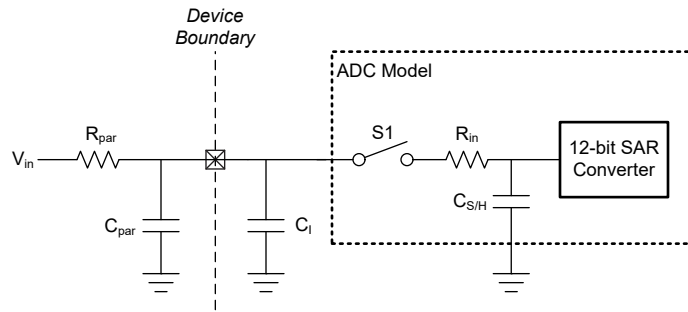 Device
Boundary
ADC Model
Rpar
S1
Rin
12-bit SAR
Converter
Vin
CS/H
Cpar
CI